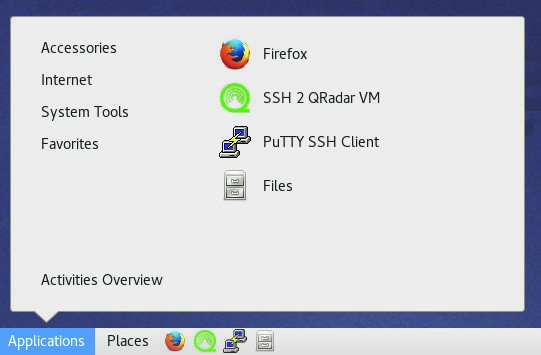 Accessories
Internet
System Tools
Favorites
Firefox
SSH 2 QRadar VM
PuTTY SSH Client
Files
Activities Overview
Applications
Places